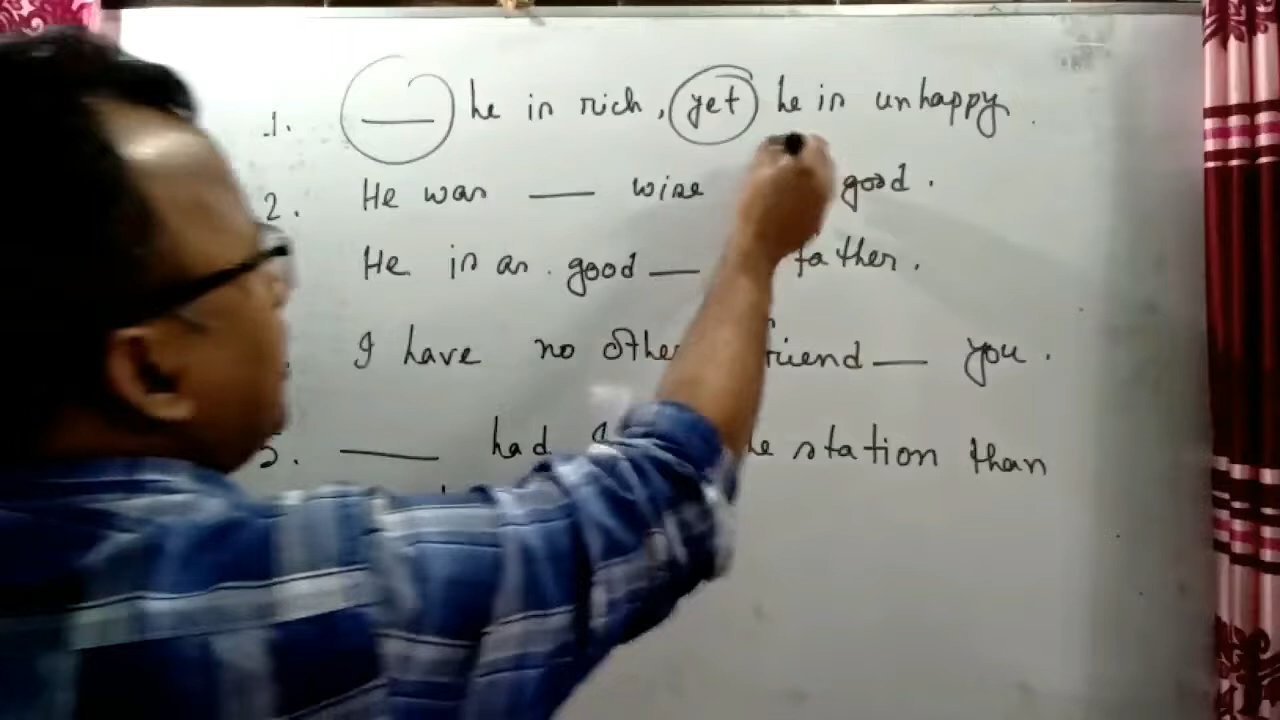 1. ___ he is rich, yet he is unhappy.
2. He was ___ wise good.
He is as good ___ father.
I have no other friend ___ you.
5. ___ had station than